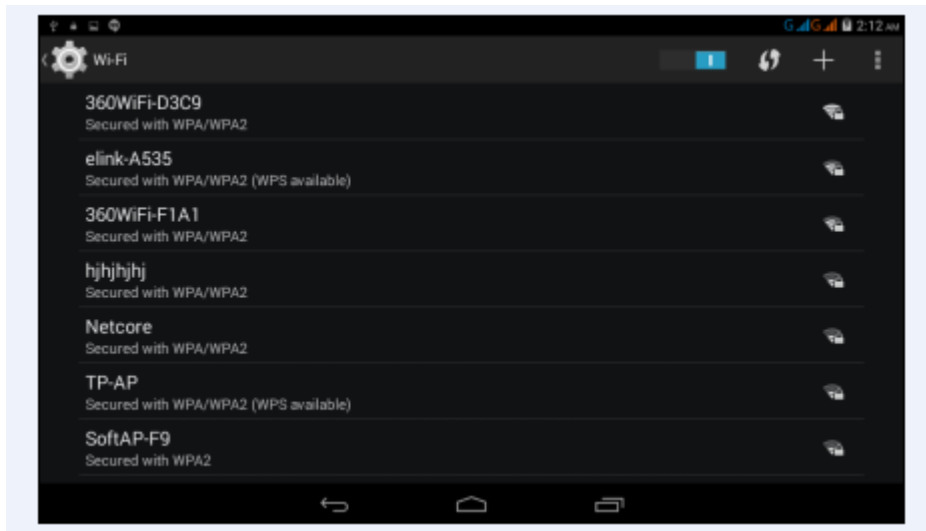 G G 2:12 AM
Wi-Fi
360WiFi-D3C9
Secured with WPA/WPA2
elink-A535
Secured with WPA/WPA2 (WPS available)
360WiFi-F1A1
Secured with WPA/WPA2
hjhjhjhj
Secured with WPA/WPA2
Netcore
Secured with WPA/WPA2
TP-AP
Secured with WPA/WPA2 (WPS available)
SoftAP-F9
Secured with WPA2